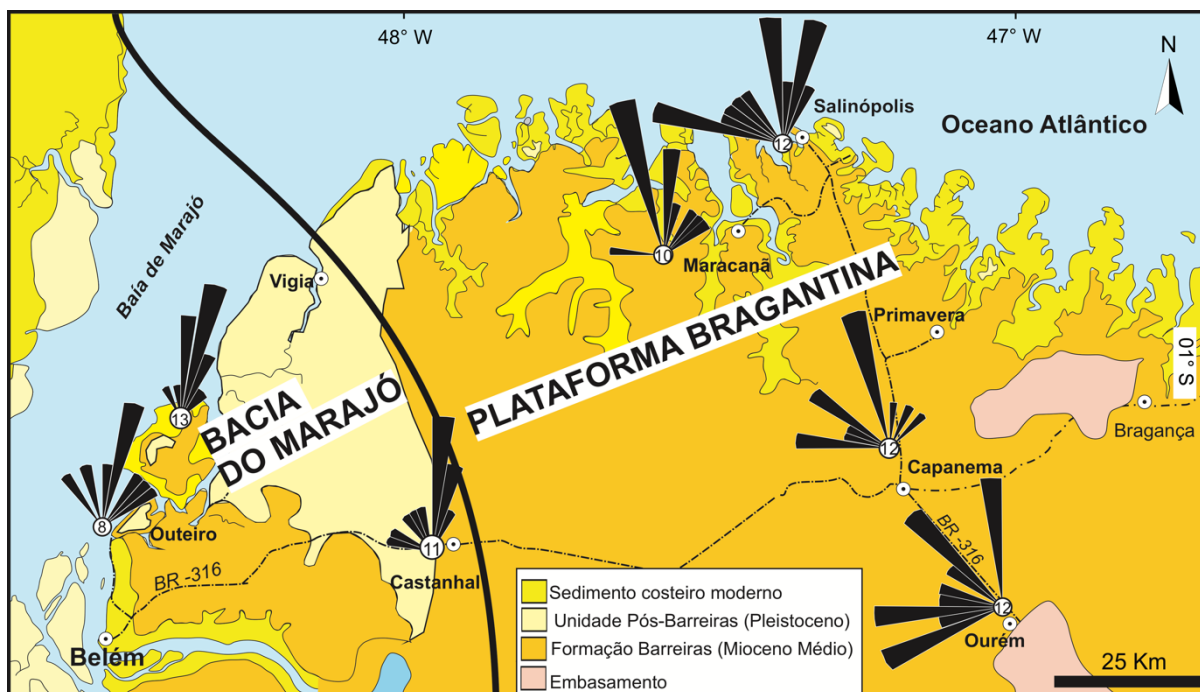 48° W
47° W
N
Salinópolis
12
Oceano Atlântico
Baía de Marajó
10
Maracanã
Vigia
PLATAFORMA BRAGANTINA
Primavera
01° S
BACIA
DO MARAJÓ
13
Bragança
12
Capanema
8
Outeiro
11
Castanhal
BR -316
BR -316
12
Ourém
Belém
Sedimento costeiro moderno
Unidade Pós-Barreiras (Pleistoceno)
Formação Barreiras (Mioceno Médio)
Embasamento
25 Km